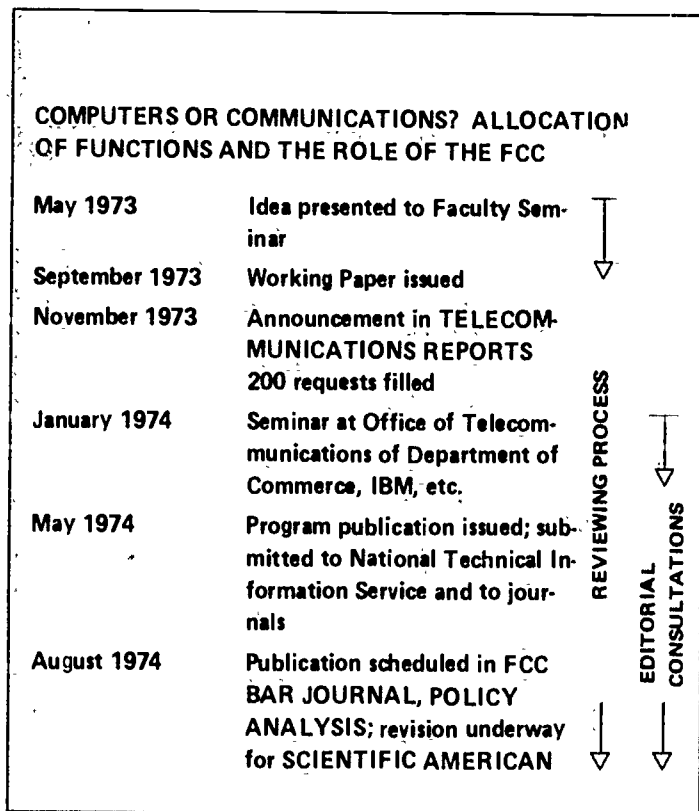 COMPUTERS OR COMMUNICATIONS? ALLOCATION
OF FUNCTIONS AND THE ROLE OF THE FCC
May 1973 Idea presented to Faculty Sem-
inar
September 1973 Working Paper issued
November 1973 Announcement in TELECOM-
MUNICATIONS REPORTS
200 requests filled
January 1974 Seminar at Office of Telecom-
munications of Department of
Commerce, IBM, etc.
May 1974 Program publication issued; sub-
mitted to National Technical In-
formation Service and to jour-
nals
August 1974 Publication scheduled in FCC
BAR JOURNAL, POLICY
ANALYSIS; revision underway
for SCIENTIFIC AMERICAN
REVIEWING PROCESS
EDITORIAL
CONSULTATIONS